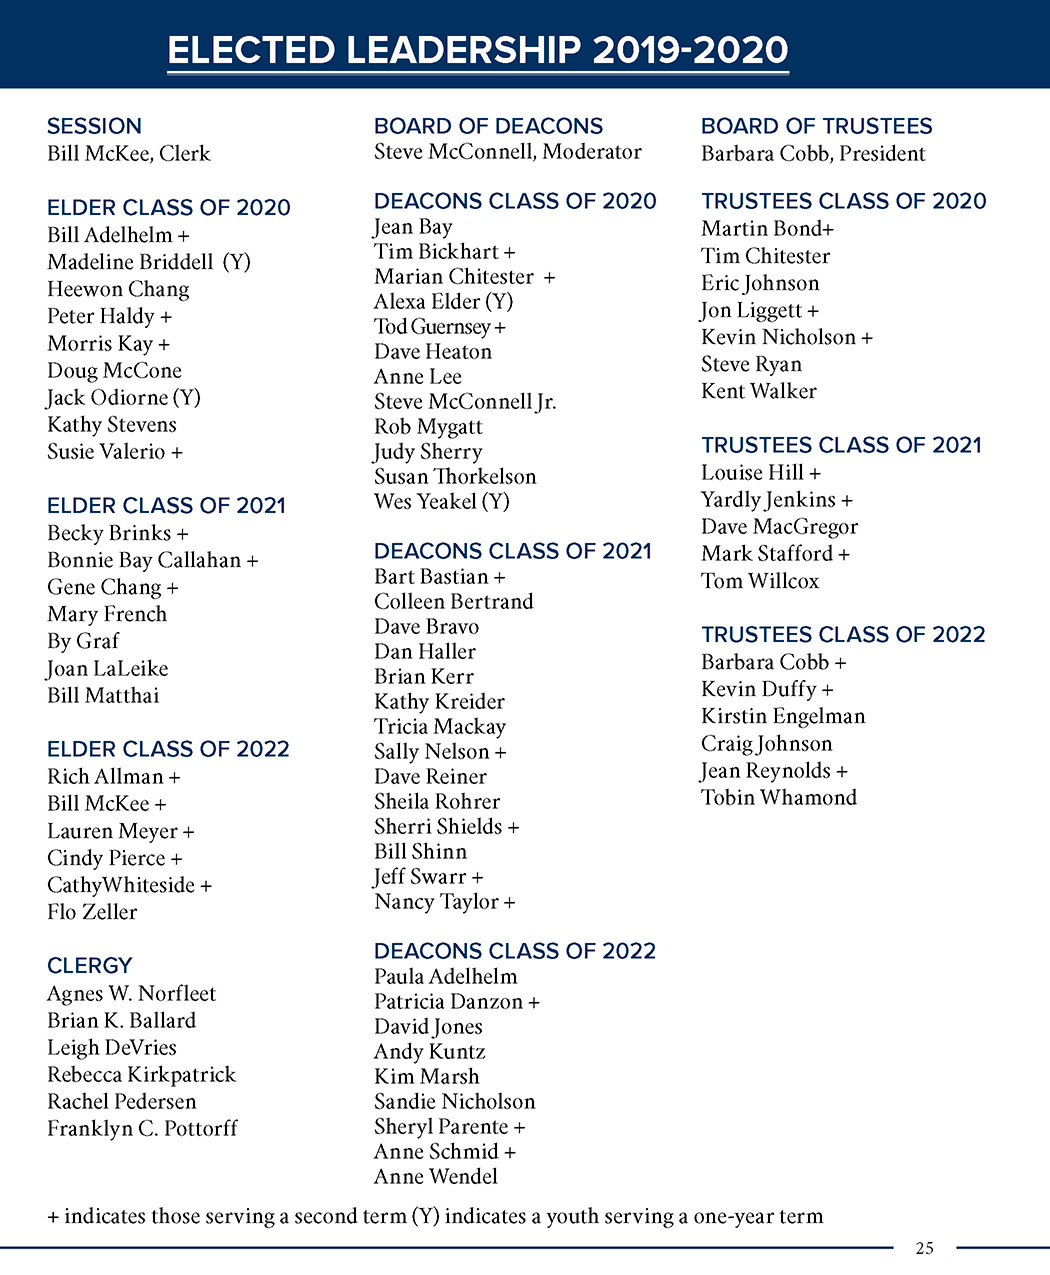 ELECTED LEADERSHIP 2019-2020
SESSION
Bill McKee, Clerk
ELDER CLASS OF 2020
Bill Adelhelm +
Madeline Briddell (Y)
Heewon Chang
Peter Haldy +
Morris Kay +
Doug McCone
Jack Odiorne (Y)
Kathy Stevens
Susie Valerio +
ELDER CLASS OF 2021
Becky Brinks +
Bonnie Bay Callahan +
Gene Chang +
Mary French
By Graf
Joan LaLeike
Bill Matthai
ELDER CLASS OF 2022
Rich Allman +
Bill McKee +
Lauren Meyer +
Cindy Pierce +
CathyWhiteside +
Flo Zeller
CLERGY
Agnes W. Norfleet
Brian K. Ballard
Leigh DeVries
Rebecca Kirkpatrick
Rachel Pedersen
Franklyn C. Pottorff
BOARD OF DEACONS
Steve McConnell, Moderator
DEACONS CLASS OF 2020
Jean Bay
Tim Bickhart +
Marian Chitester +
Alexa Elder (Y)
Tod Guernsey +
Dave Heaton
Anne Lee
Steve McConnell Jr.
Rob Mygatt
Judy Sherry
Susan Thorkelson
Wes Yeakel (Y)
DEACONS CLASS OF 2021
Bart Bastian +
Colleen Bertrand
Dave Bravo
Dan Haller
Brian Kerr
Kathy Kreider
Tricia Mackay
Sally Nelson +
Dave Reiner
Sheila Rohrer
Sherri Shields +
Bill Shinn
Jeff Swarr +
Nancy Taylor +
DEACONS CLASS OF 2022
Paula Adelhelm
Patricia Danzon +
David Jones
Andy Kuntz
Kim Marsh
Sandie Nicholson
Sheryl Parente +
Anne Schmid +
Anne Wendel
BOARD OF TRUSTEES
Barbara Cobb, President
TRUSTEES CLASS OF 2020
Martin Bond+
Tim Chitester
Eric Johnson
Jon Liggett +
Kevin Nicholson +
Steve Ryan
Kent Walker
TRUSTEES CLASS OF 2021
Louise Hill +
Yardly Jenkins +
Dave MacGregor
Mark Stafford +
Tom Willcox
TRUSTEES CLASS OF 2022
Barbara Cobb +
Kevin Duffy +
Kirstin Engelman
Craig Johnson
Jean Reynolds +
Tobin Whamond
+ indicates those serving a second term (Y) indicates a youth serving a one-year term
25